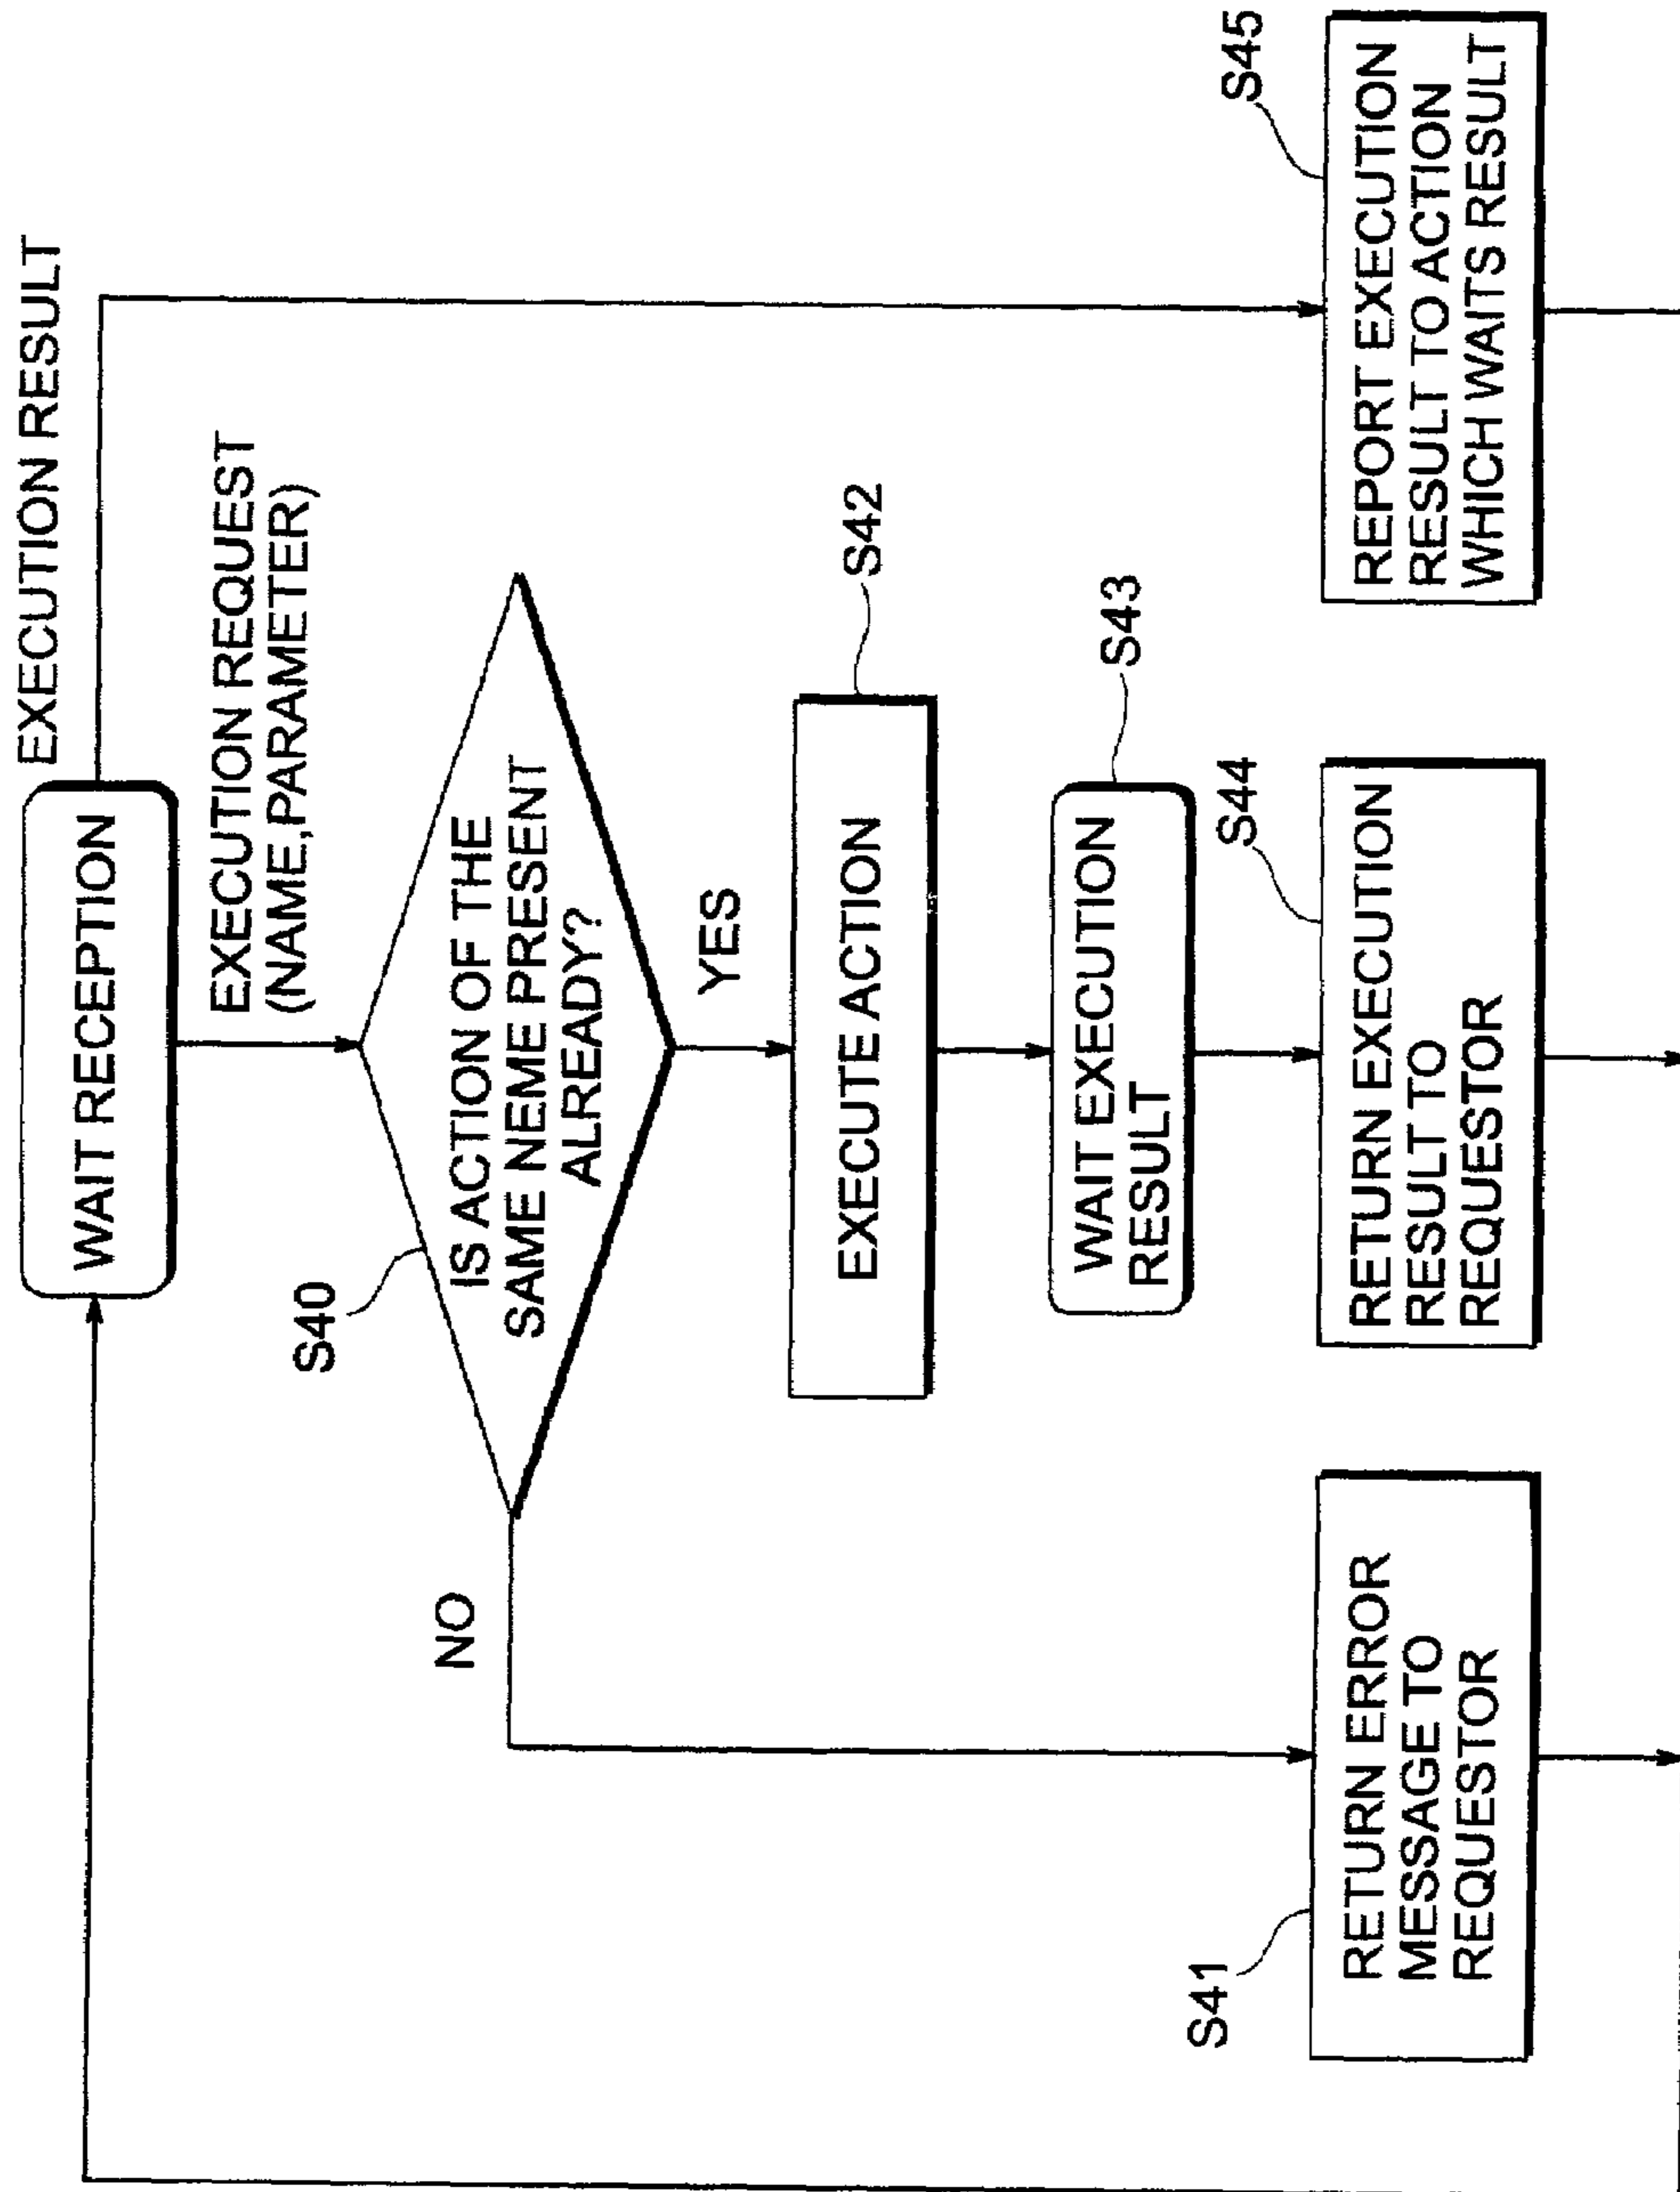 EXECUTION RESULT
WAIT RECEPTION
EXECUTION REQUEST
(NAME,PARAMETER)
S40
IS ACTION OF THE
SAME NEME PRESENT
ALREADY?
NO
YES
S42
EXECUTE ACTION
S43
WAIT EXECUTION
RESULT
S41
RETURN ERROR
MESSAGE TO
REQUESTOR
S44
RETURN EXECUTION
RESULT TO
REQUESTOR
S45
REPORT EXECUTION
RESULT TO ACTION
WHICH WAITS RESULT